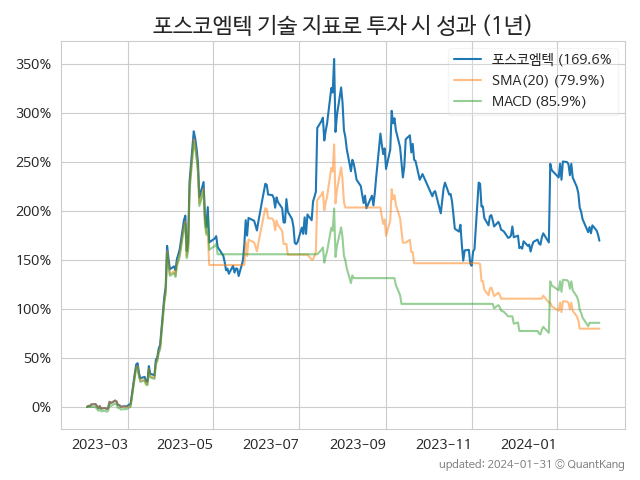 포스코엠텍 기술 지표로 투자 시 성과 (1년)
포스코엠텍 (169.6%
SMA(20) (79.9%)
MACD (85.9%)
350%
300%
250%
200%
150%
100%
50%
0%
2023-03 2023-05 2023-07 2023-09 2023-11 2024-01
updated: 2024-01-31 © QuantKang